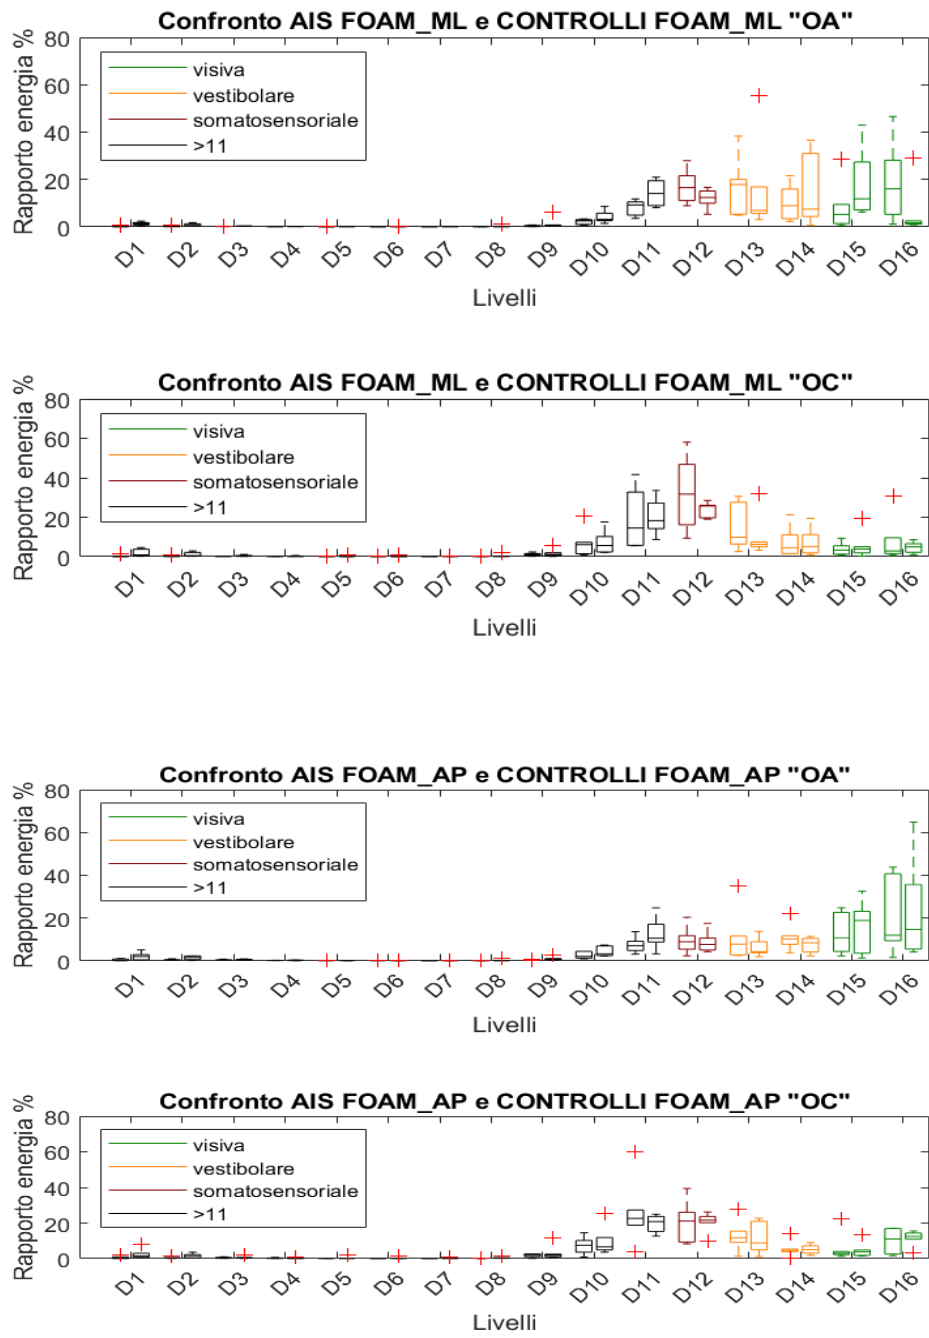 Confronto AIS FOAM_ML e CONTROLLI FOAM_ML "OA"
Rapporto energia %
80
60
40
20
0
visiva
vestibolare
somatosensoriale
>11
D1 D2 D3 D4 D5 D6 D7 D8 D9 D10 D11 D12 D13 D14 D15 D16
Livelli
Confronto AIS FOAM_ML e CONTROLLI FOAM_ML "OC"
Rapporto energia %
80
60
40
20
0
visiva
vestibolare
somatosensoriale
>11
D1 D2 D3 D4 D5 D6 D7 D8 D9 D10 D11 D12 D13 D14 D15 D16
Livelli
Confronto AIS FOAM_AP e CONTROLLI FOAM_AP "OA"
Rapporto energia %
80
60
40
20
0
visiva
vestibolare
somatosensoriale
>11
D1 D2 D3 D4 D5 D6 D7 D8 D9 D10 D11 D12 D13 D14 D15 D16
Livelli
Confronto AIS FOAM_AP e CONTROLLI FOAM_AP "OC"
Rapporto energia %
80
60
40
20
0
visiva
vestibolare
somatosensoriale
>11
D1 D2 D3 D4 D5 D6 D7 D8 D9 D10 D11 D12 D13 D14 D15 D16
Livelli